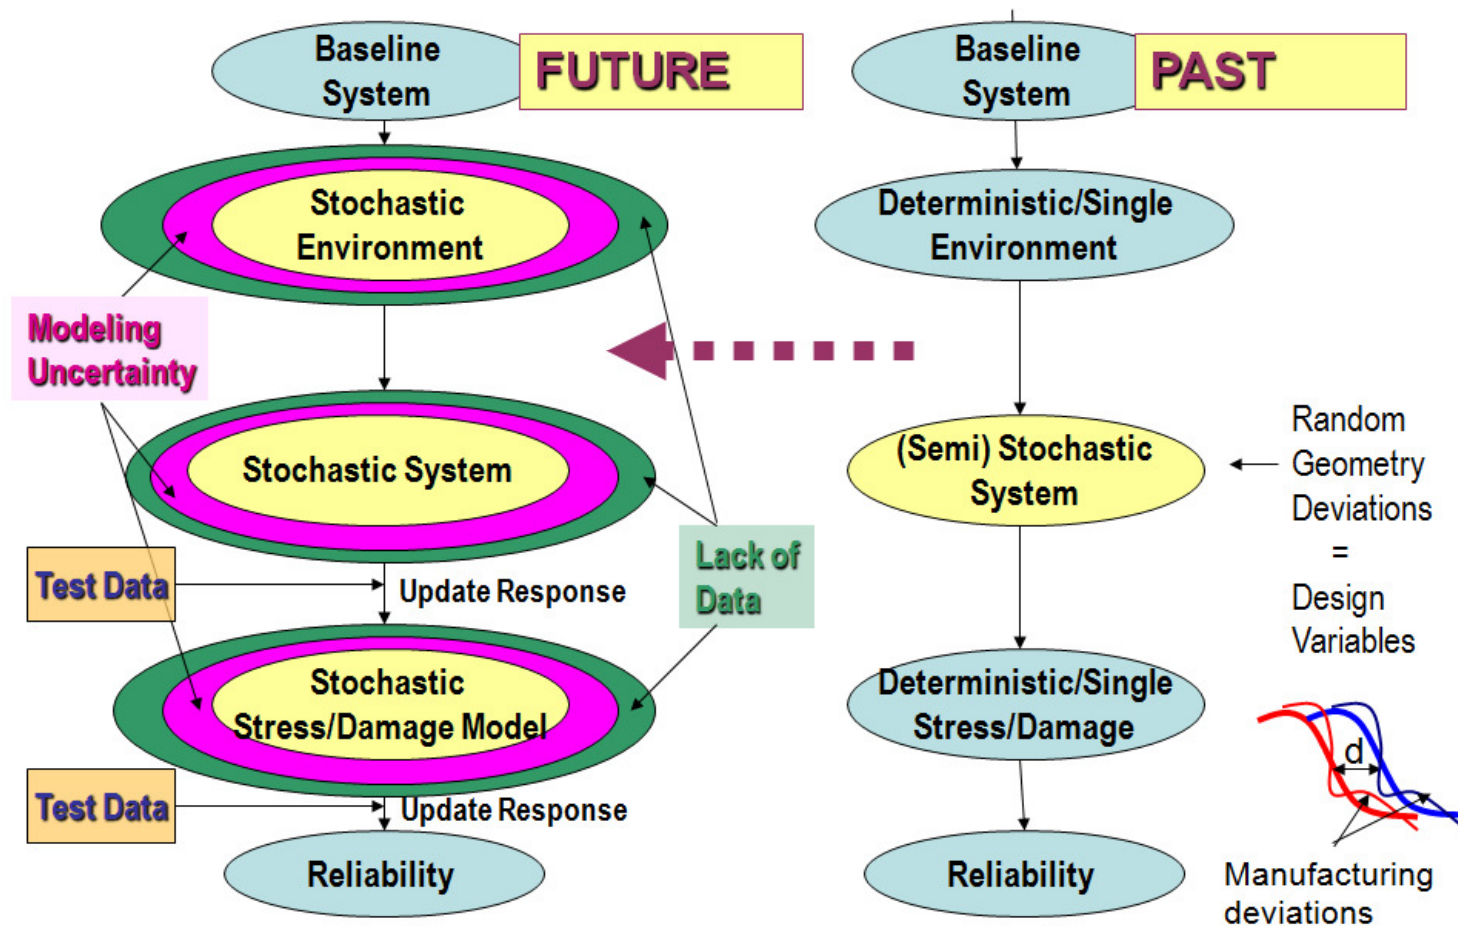 Baseline
System
FUTURE
Stochastic
Environment
Modeling
Uncertainty
Stochastic System
Test Data
Update Response
Lack of
Data
Stochastic
Stress/Damage Model
Test Data
Update Response
Reliability
Baseline
System
PAST
Deterministic/Single
Environment
(Semi) Stochastic
System
Random
Geometry
Deviations
=
Design
Variables
Deterministic/Single
Stress/Damage
d
Reliability
Manufacturing
deviations